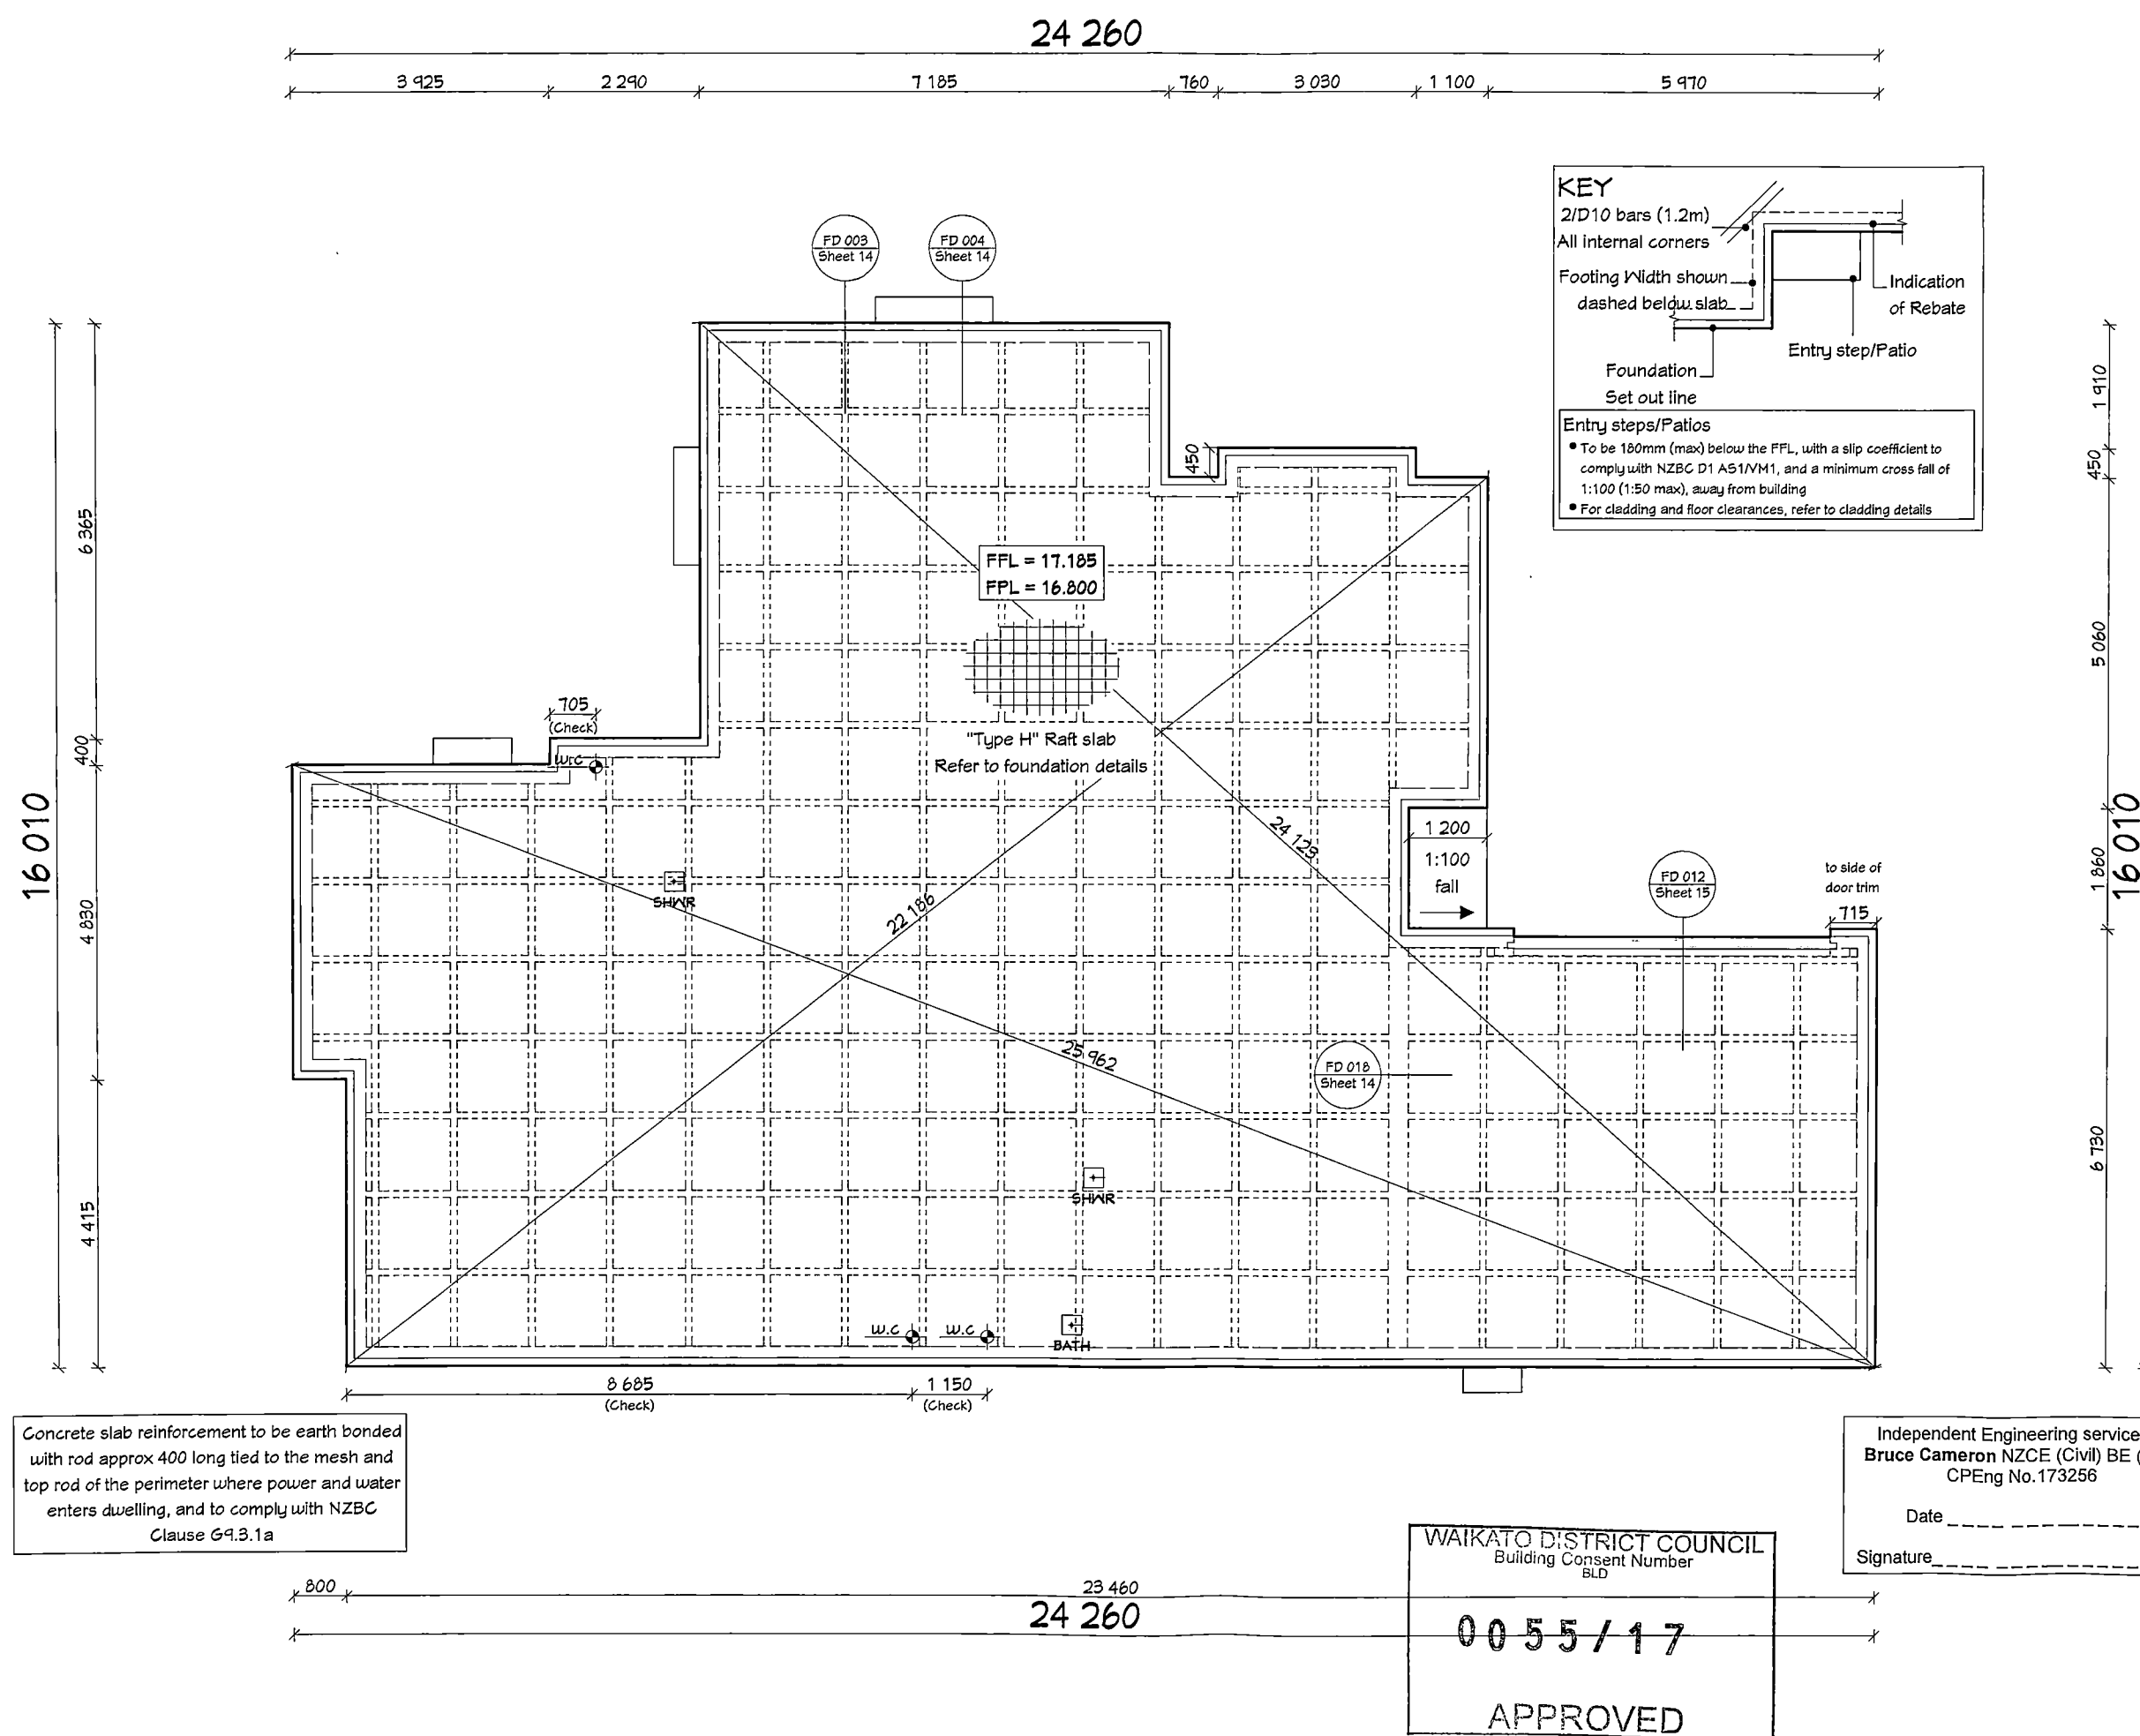 24 260
3 925
2 290
7 185
760
3 030
1 100
5 970
KEY
2/D10 bars (1.2m)
All internal corners
Footing Width shown
dashed below slab
Indication
of Rebate
Entry step/Patio
Foundation
Set out line
Entry steps/Patios
• To be 180mm (max) below the FFL, with a slip coefficient to
comply with NZBC D1 AS1/VM1, and a minimum cross fall of
1:100 (1:50 max), away from building
• For cladding and floor clearances, refer to cladding details
FD 003
Sheet 14
FD 004
Sheet 14
16 010
6 365
400
4 830
4 415
450
1 910
450
5 060
1 860
6 730
16 010
FFL = 17.185
FPL = 16.800
705
(Check)
W.C
"Type H" Raft slab
Refer to foundation details
SHWR
22 186
24 123
25 962
1 200
1:100
fall
FD 012
Sheet 15
to side of
door trim
715
FD 018
Sheet 14
SHWR
W.C
W.C
BATH
8 685
(Check)
1 150
(Check)
Concrete slab reinforcement to be earth bonded
with rod approx 400 long tied to the mesh and
top rod of the perimeter where power and water
enters dwelling, and to comply with NZBC
Clause G9.3.1a
Independent Engineering service
Bruce Cameron NZCE (Civil) BE (
CPEng No.173256
Date
Signature
WAIKATO DISTRICT COUNCIL
Building Consent Number
BLD
0055/17
APPROVED
800
23 460
24 260